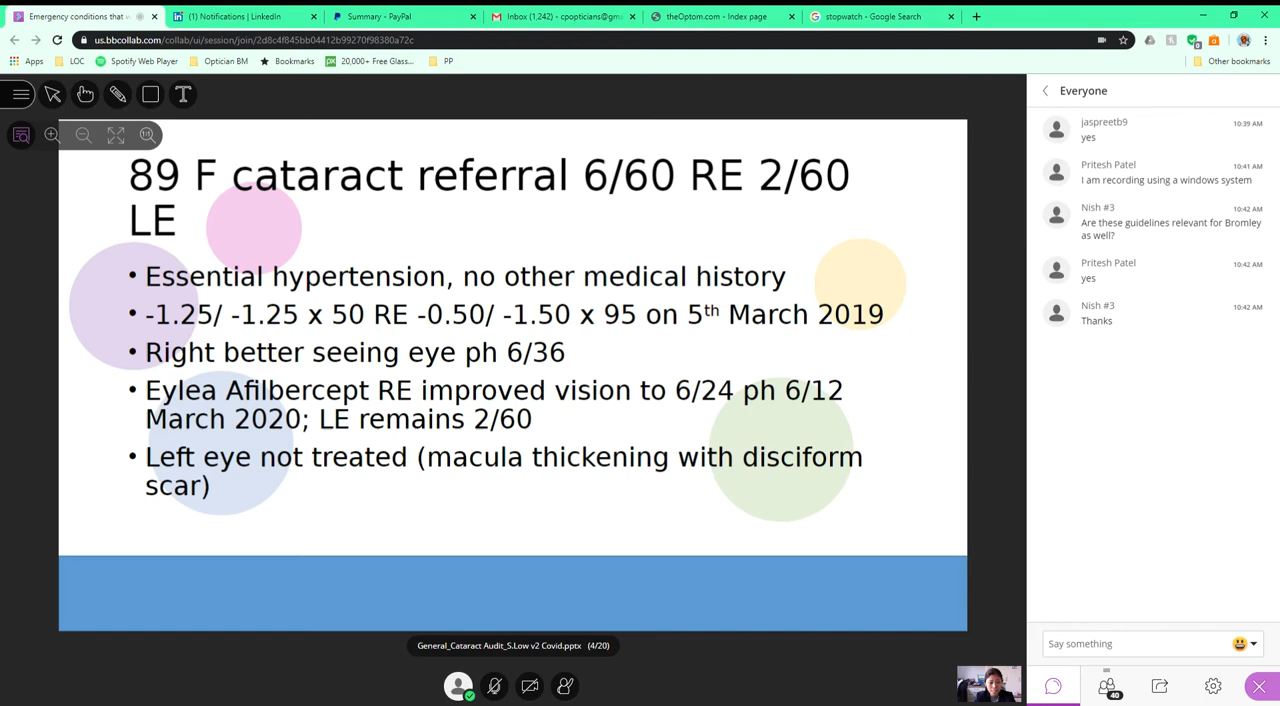 Emergency conditions that w
(1) Notifications | LinkedIn
Summary - PayPal
Inbox (1,242) - cpopticians@gm
theOptom.com - Index page
stopwatch - Google Search
us.bbcollab.com/collab/ui/session/join/2d8c4f845bb04412b99270f98380a72c
Apps
LOC
Spotify Web Player
Optician BM
Bookmarks
20,000+ Free Glass...
PP
Other bookmarks
89 F cataract referral 6/60 RE 2/60
LE
• Essential hypertension, no other medical history
• -1.25/ -1.25 x 50 RE -0.50/ -1.50 x 95 on 5th March 2019
• Right better seeing eye ph 6/36
• Eylea Afilbercept RE improved vision to 6/24 ph 6/12
March 2020; LE remains 2/60
• Left eye not treated (macula thickening with disciform
scar)
General_Cataract Audit_S.Low v2 Covid.pptx (4/20)
Everyone
jaspreetb9 10:39 AM
yes
Pritesh Patel 10:41 AM
I am recording using a windows system
Nish #3 10:42 AM
Are these guidelines relevant for Bromley
as well?
Pritesh Patel 10:42 AM
yes
Nish #3 10:42 AM
Thanks
Say something
40